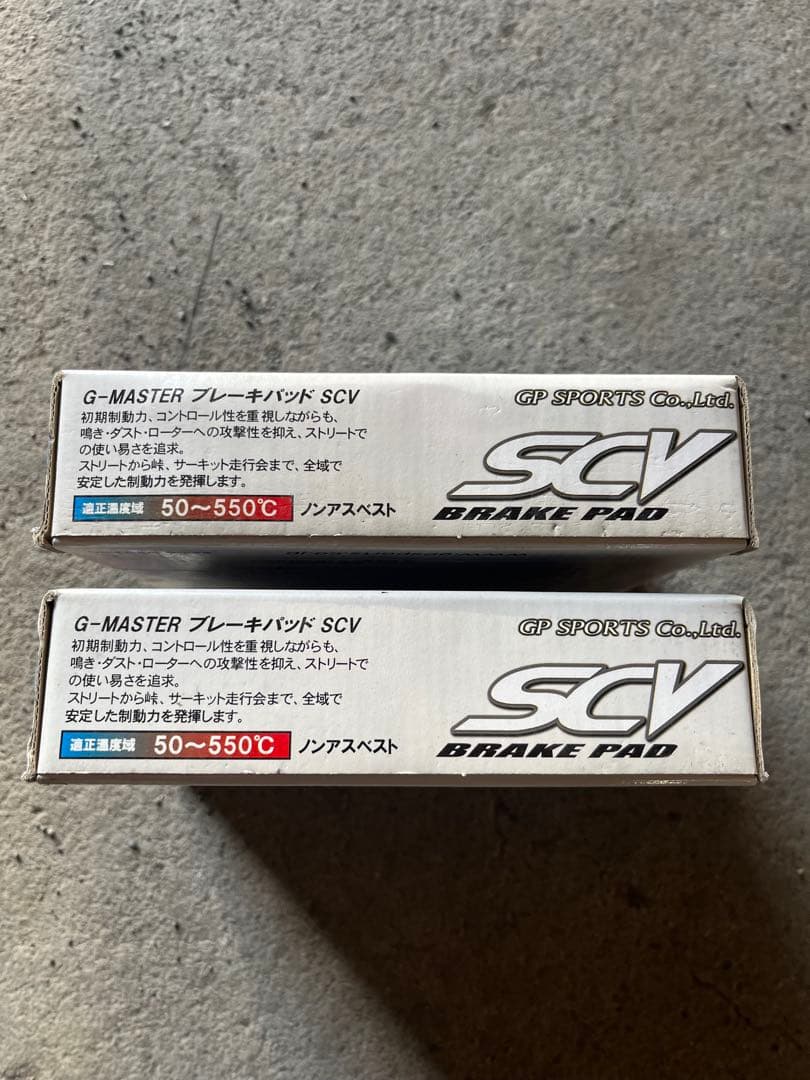 G-MASTER ブレーキパッド SCV
初期制動力、コントロール性を重視しながらも、
鳴き・ダスト・ローターへの攻撃性を抑え、ストリートで
の使い易さを追求。
ストリートから峠、サーキット走行会まで、全域で
安定した制動力を発揮します。
適正温度域 50～550℃ ノンアスベスト
GP SPORTS Co.,Ltd.
SCV
BRAKE PAD
G-MASTER ブレーキパッド SCV
初期制動力、コントロール性を重視しながらも、
鳴き・ダスト・ローターへの攻撃性を抑え、ストリートで
の使い易さを追求。
ストリートから峠、サーキット走行会まで、全域で
安定した制動力を発揮します。
適正温度域 50～550℃ ノンアスベスト
GP SPORTS Co.,Ltd.
SCV
BRAKE PAD